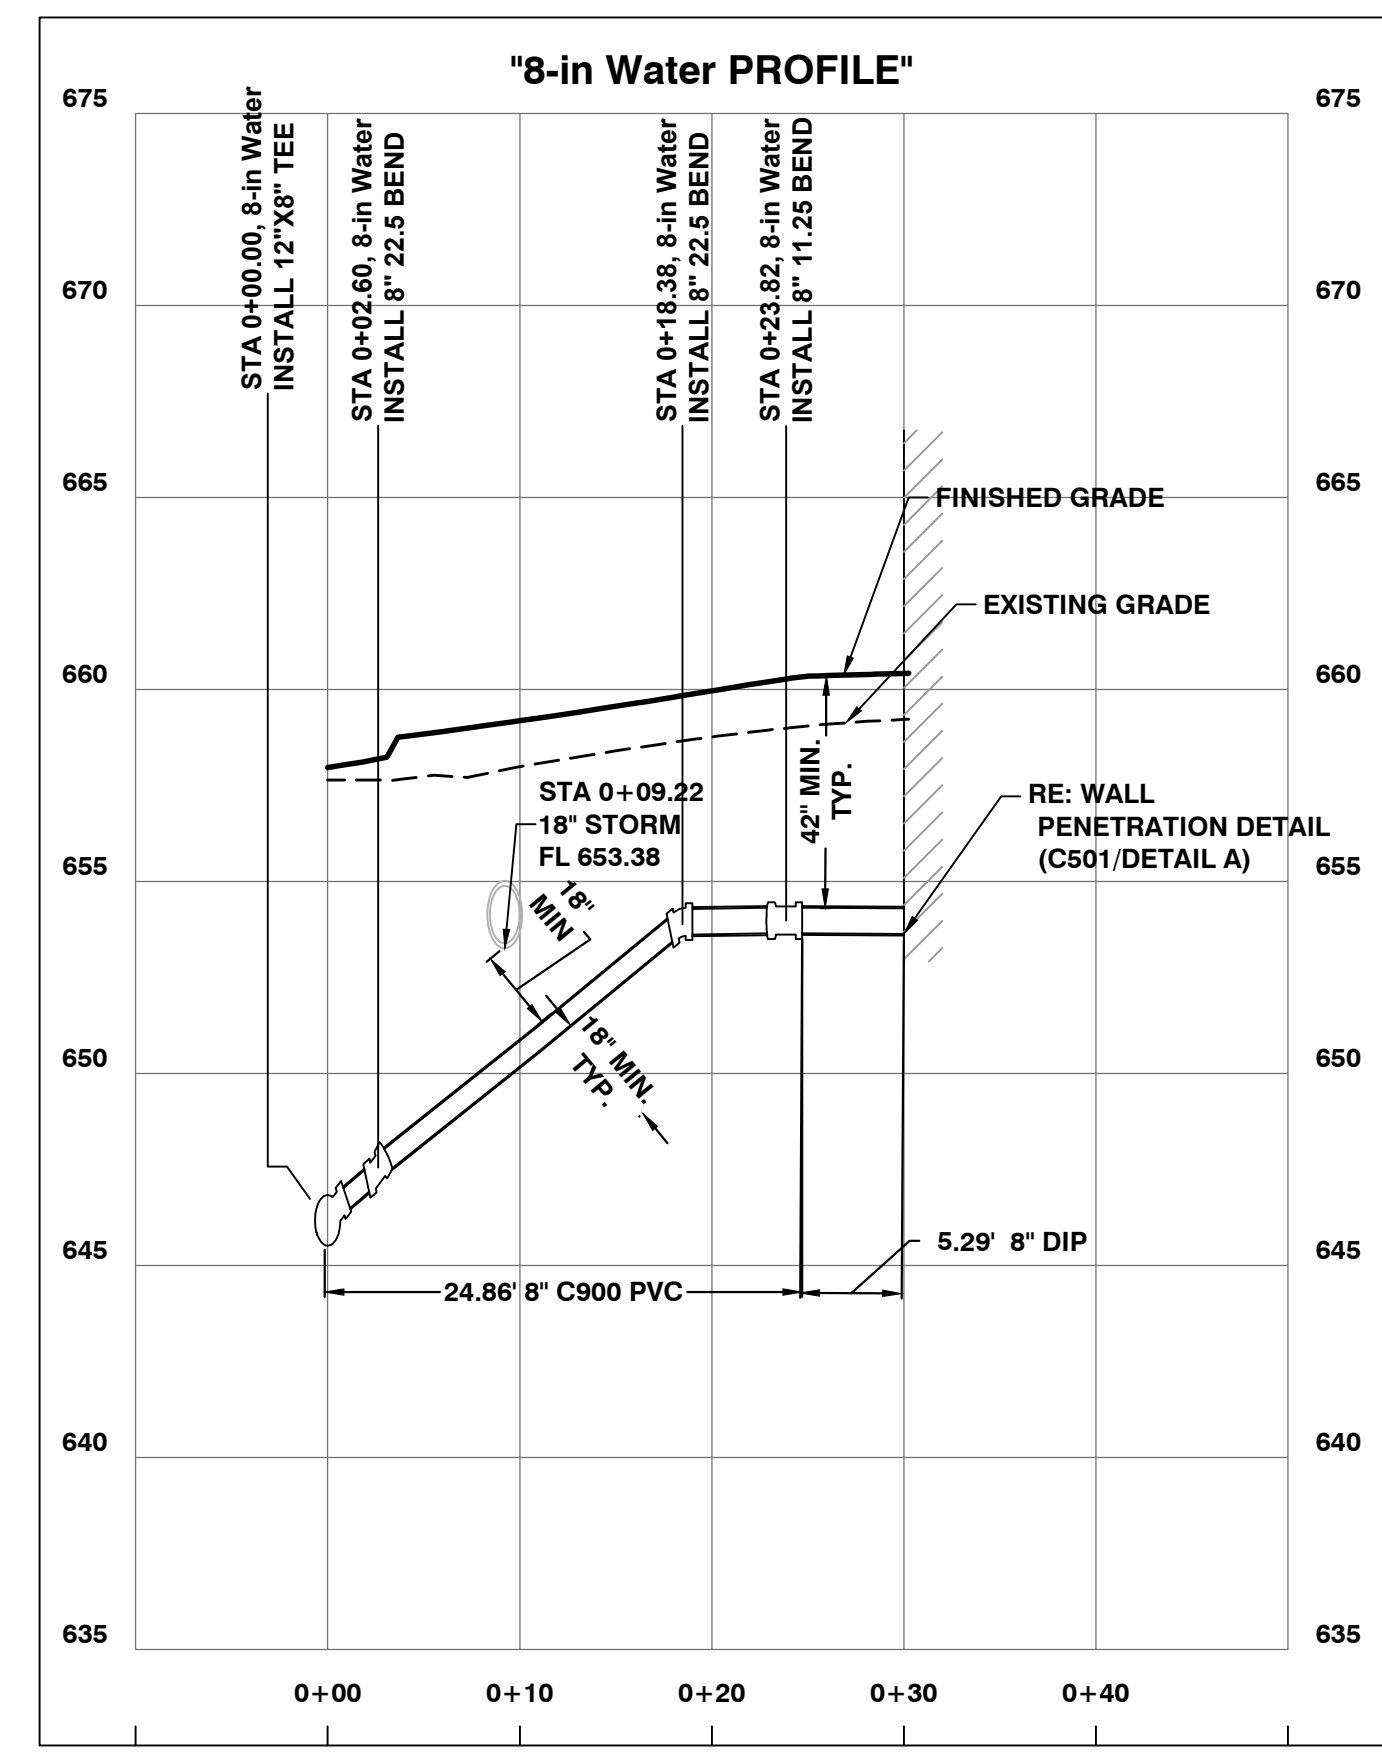 "8-in Water PROFILE"
675
675
STA 0+00.00, 8-in Water
INSTALL 12"X8" TEE
STA 0+02.60, 8-in Water
INSTALL 8" 22.5 BEND
STA 0+18.38, 8-in Water
INSTALL 8" 22.5 BEND
STA 0+23.82, 8-in Water
INSTALL 8" 11.25 BEND
670
670
665
665
FINISHED GRADE
EXISTING GRADE
660
660
42" MIN.
TYP.
STA 0+09.22
18" STORM
FL 653.38
RE: WALL
PENETRATION DETAIL
(C501/DETAIL A)
655
655
18"
MIN
18" MIN.
TYP.
650
650
645
645
5.29' 8" DIP
24.86' 8" C900 PVC
640
640
635
635
0+00
0+10
0+20
0+30
0+40